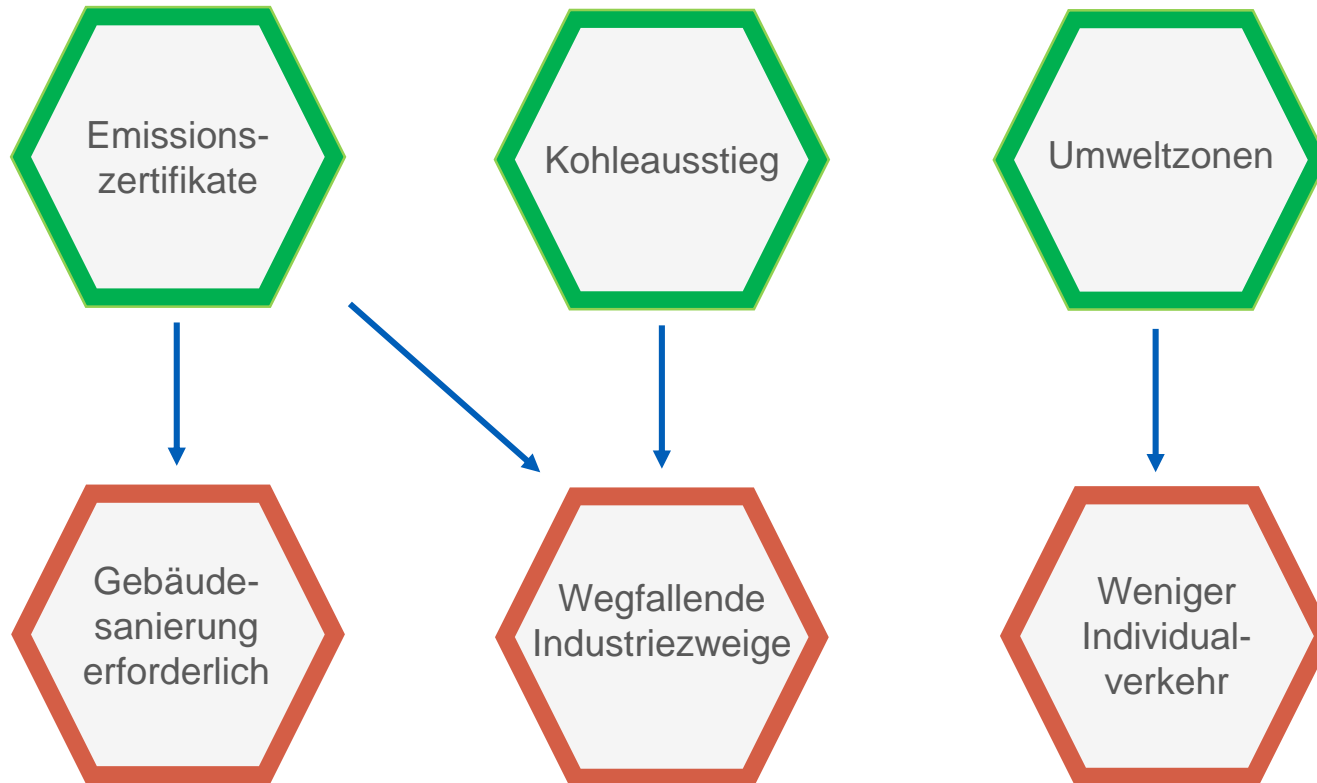 Emissions-
zertifikate
Kohleausstieg
Umweltzonen
Gebäude-
sanierung
erforderlich
Wegfallende
Industriezweige
Weniger
Individual-
verkehr